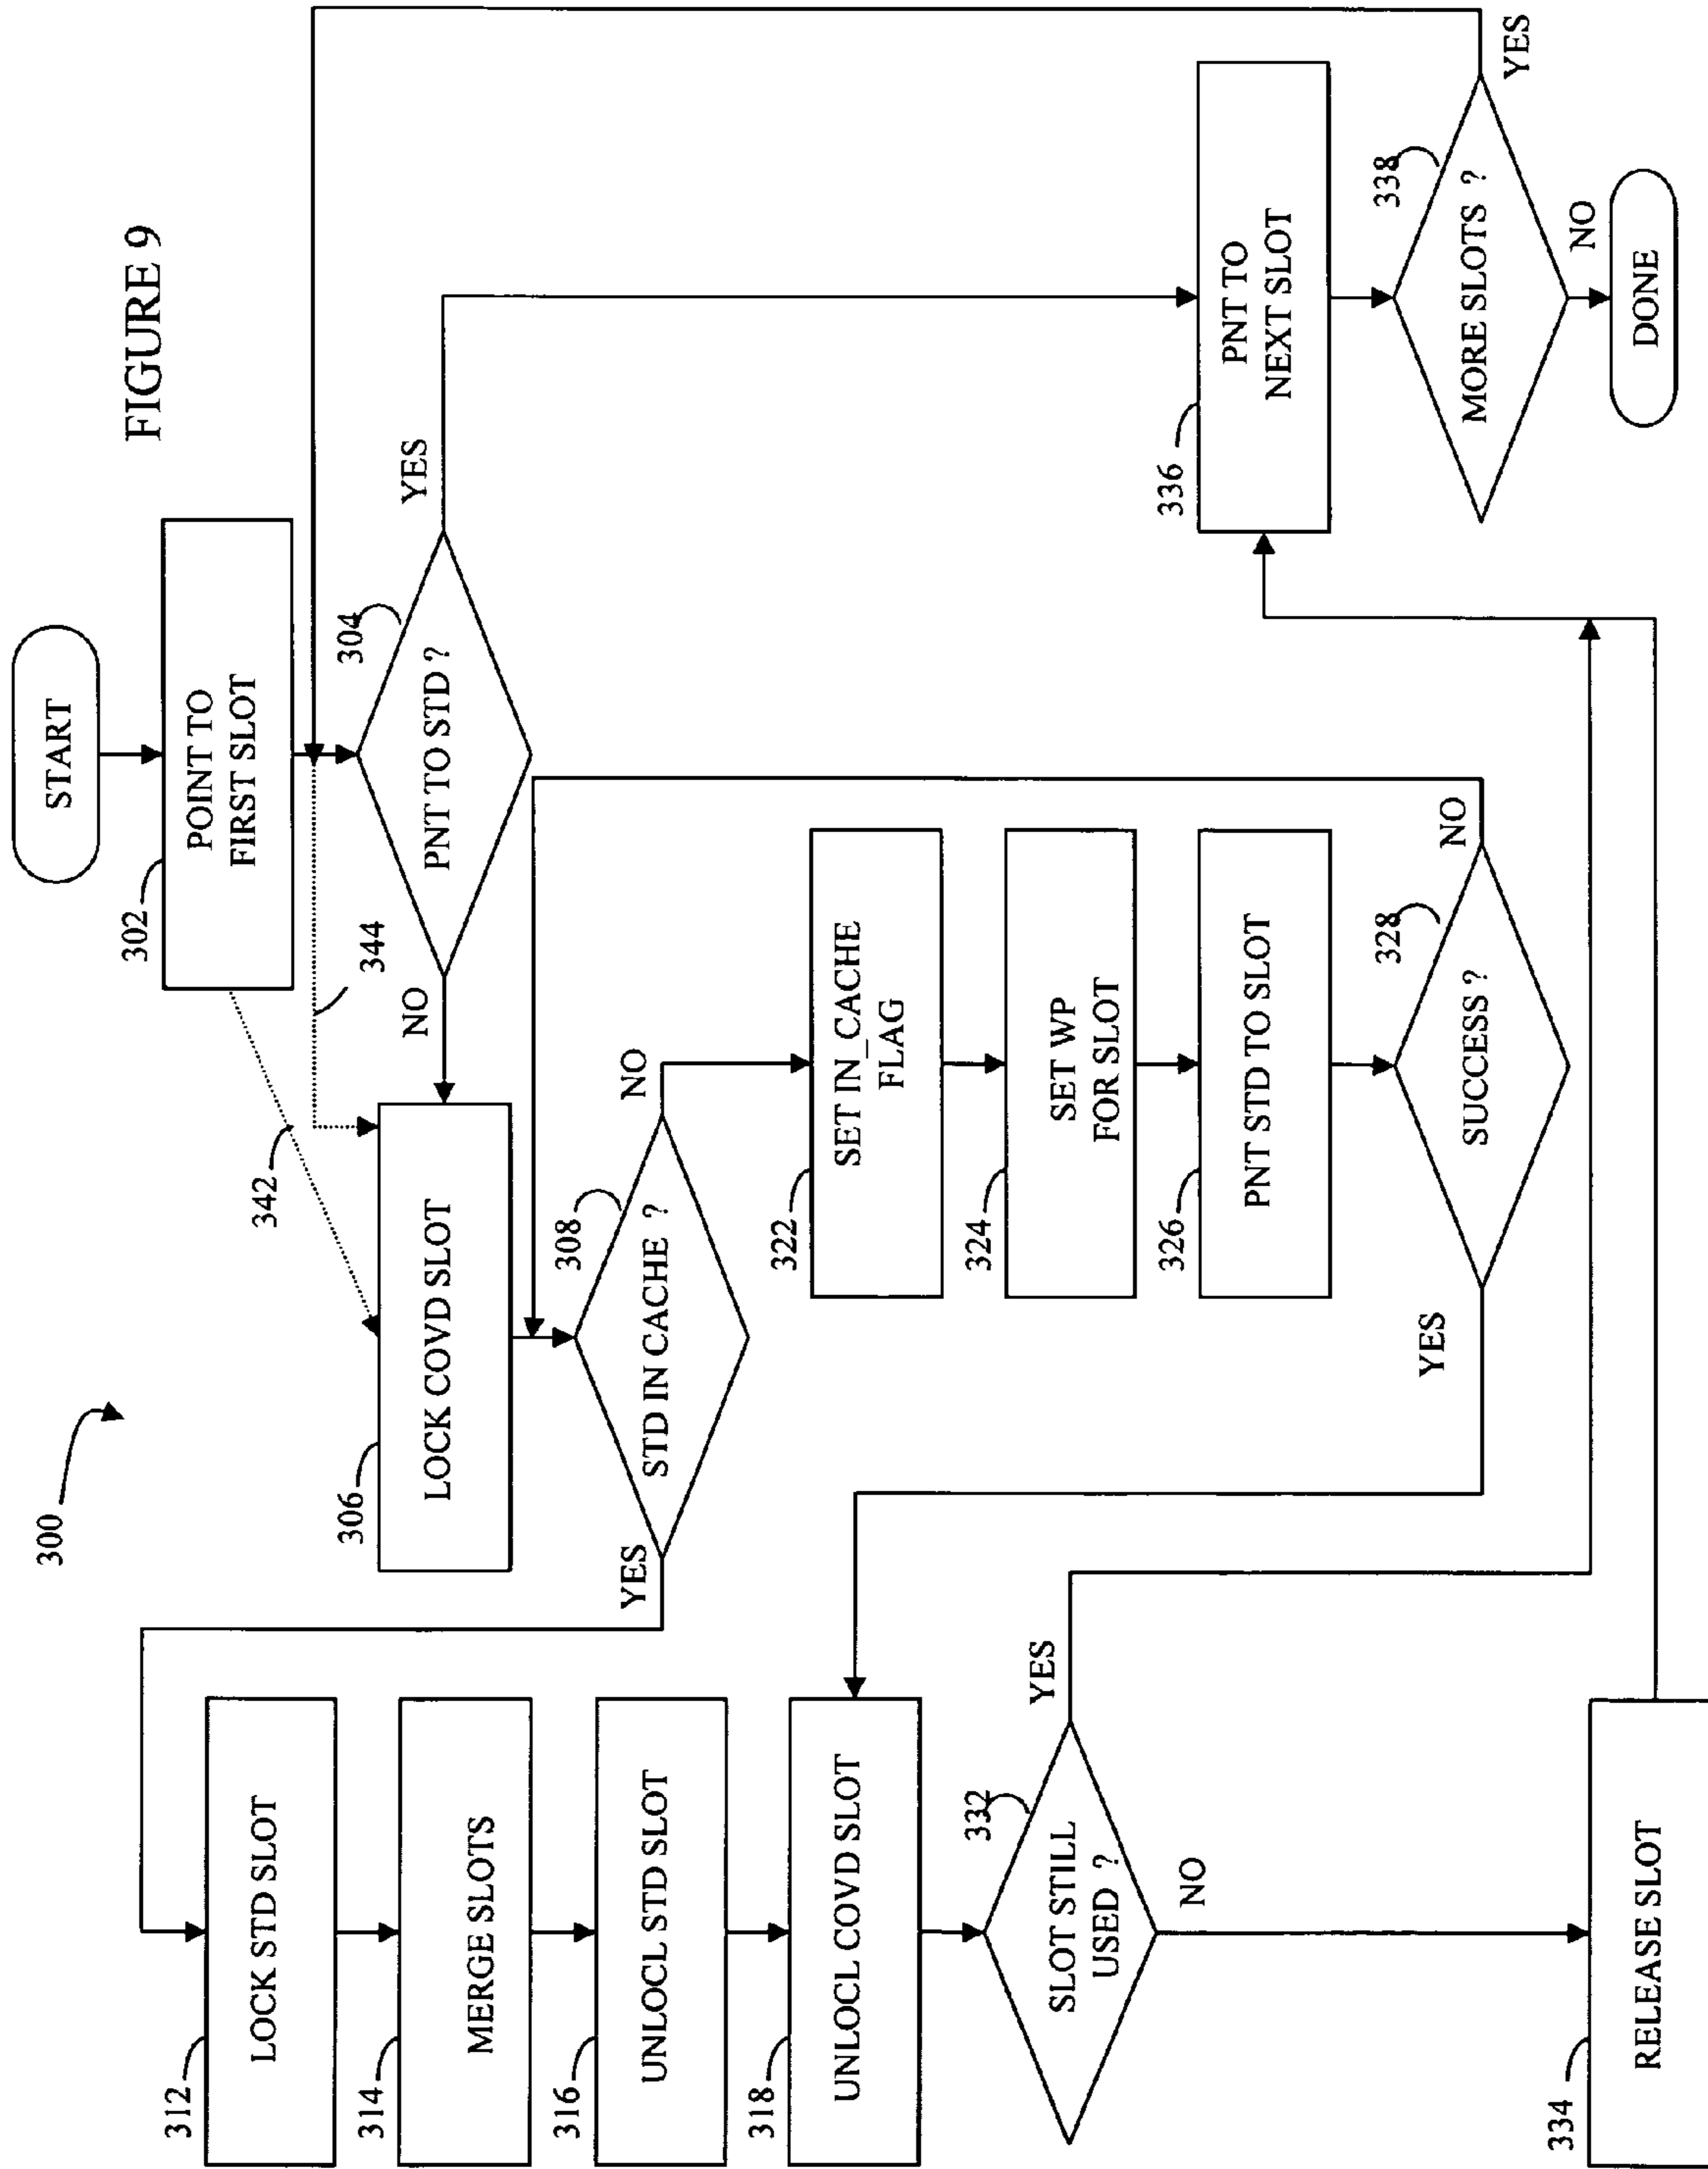 FIGURE 9
300
START
302
POINT TO
FIRST SLOT
342
344
304
PNT TO STD ?
NO
YES
306
LOCK COVD SLOT
308
STD IN CACHE ?
YES
NO
312
LOCK STD SLOT
314
MERGE SLOTS
316
UNLOCL STD SLOT
318
UNLOCL COVD SLOT
322
SET IN_CACHE
FLAG
324
SET WP
FOR SLOT
326
PNT STD TO SLOT
328
SUCCESS ?
YES
NO
332
SLOT STILL
USED ?
YES
NO
334
RELEASE SLOT
336
PNT TO
NEXT SLOT
338
MORE SLOTS ?
YES
NO
DONE